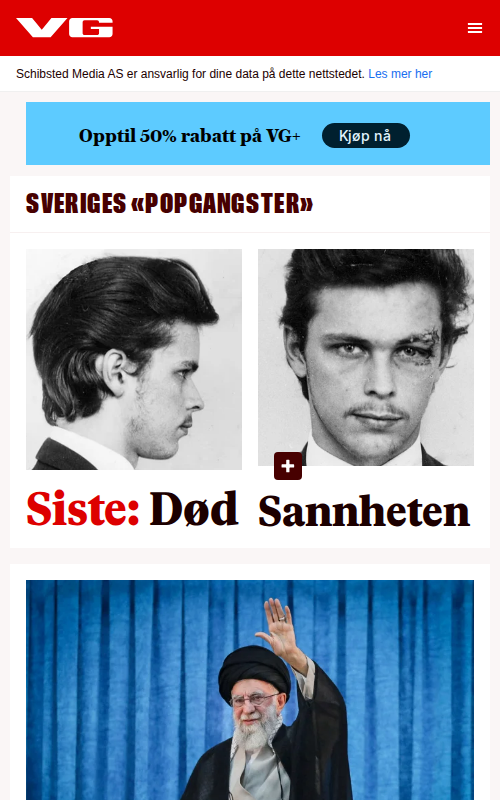 VG
Schibsted Media AS er ansvarlig for dine data på dette nettstedet. Les mer her
Opptil 50% rabatt på VG+
Kjøp nå
SVERIGES «POPGANGSTER»
Siste: Død
Sannheten